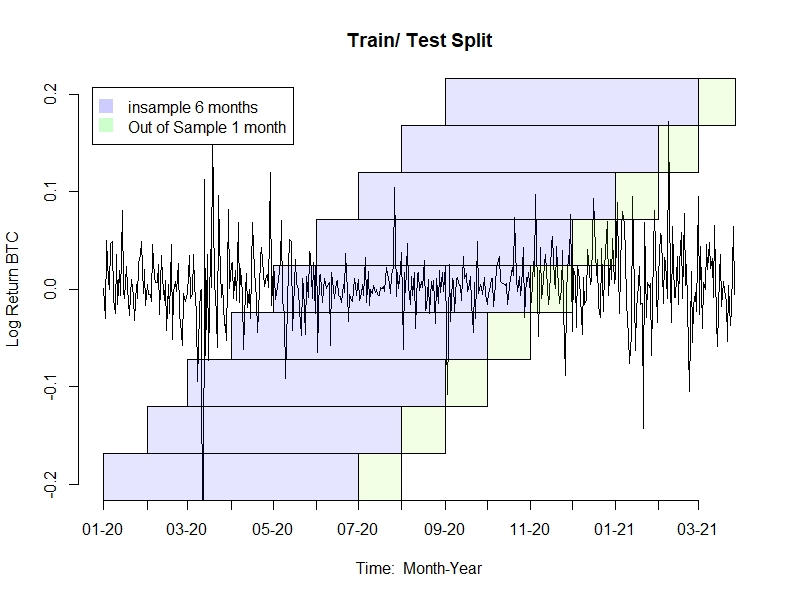 Train/ Test Split
insample 6 months
Out of Sample 1 month
Log Return BTC
0.2
0.1
0.0
-0.1
-0.2
01-20 03-20 05-20 07-20 09-20 11-20 01-21 03-21
Time: Month-Year